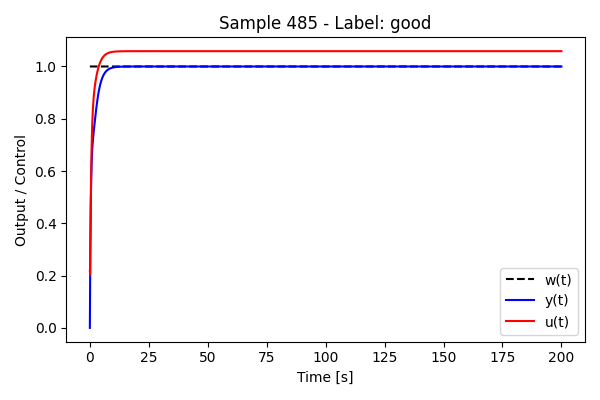 Sample 485 - Label: good
Output / Control
1.0
0.8
0.6
0.4
0.2
0.0
w(t)
y(t)
u(t)
0 25 50 75 100 125 150 175 200
Time [s]